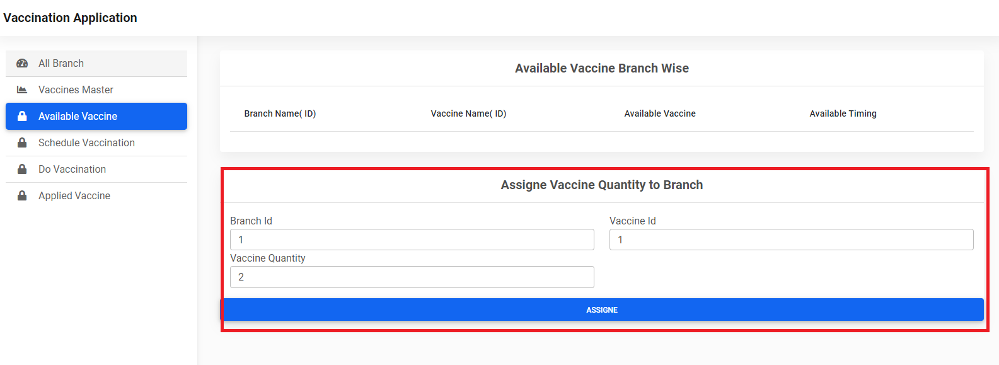 Vaccination Application
All Branch
Vaccines Master
Available Vaccine
Schedule Vaccination
Do Vaccination
Applied Vaccine
Available Vaccine Branch Wise
Branch Name( ID) Vaccine Name( ID) Available Vaccine Available Timing
Assigne Vaccine Quantity to Branch
Branch Id Vaccine Id
1 1
Vaccine Quantity
2
ASSIGNE